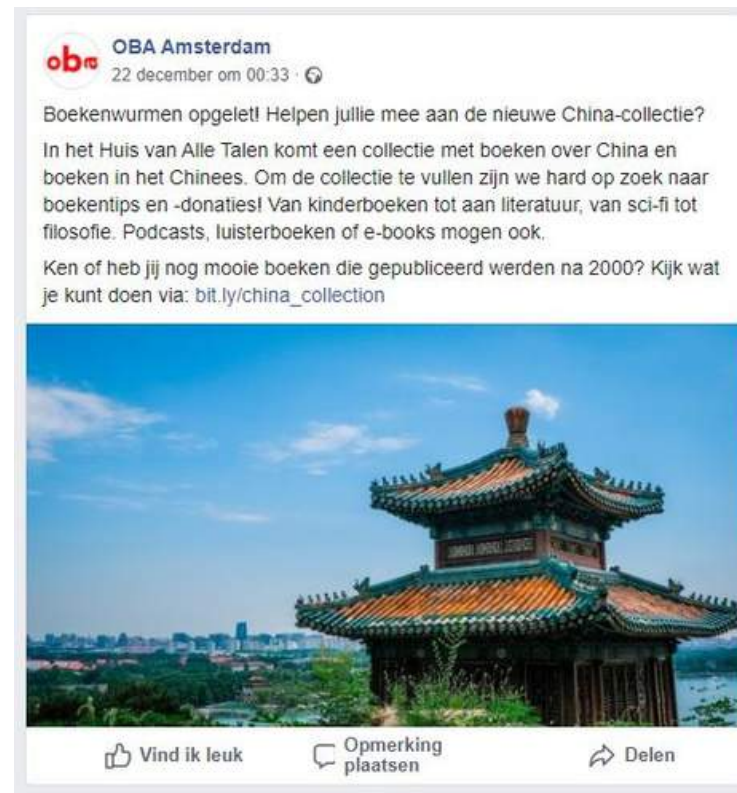 oba
OBA Amsterdam
22 december om 00:33 ·
Boekenwurmen opgelet! Helpen jullie mee aan de nieuwe China-collectie?
In het Huis van Alle Talen komt een collectie met boeken over China en
boeken in het Chinees. Om de collectie te vullen zijn we hard op zoek naar
boekentips en -donaties! Van kinderboeken tot aan literatuur, van sci-fi tot
filosofie. Podcasts, luisterboeken of e-books mogen ook.
Ken of heb jij nog mooie boeken die gepubliceerd werden na 2000? Kijk wat
je kunt doen via: bit.ly/china_collection
Vind ik leuk
Opmerking
plaatsen
Delen